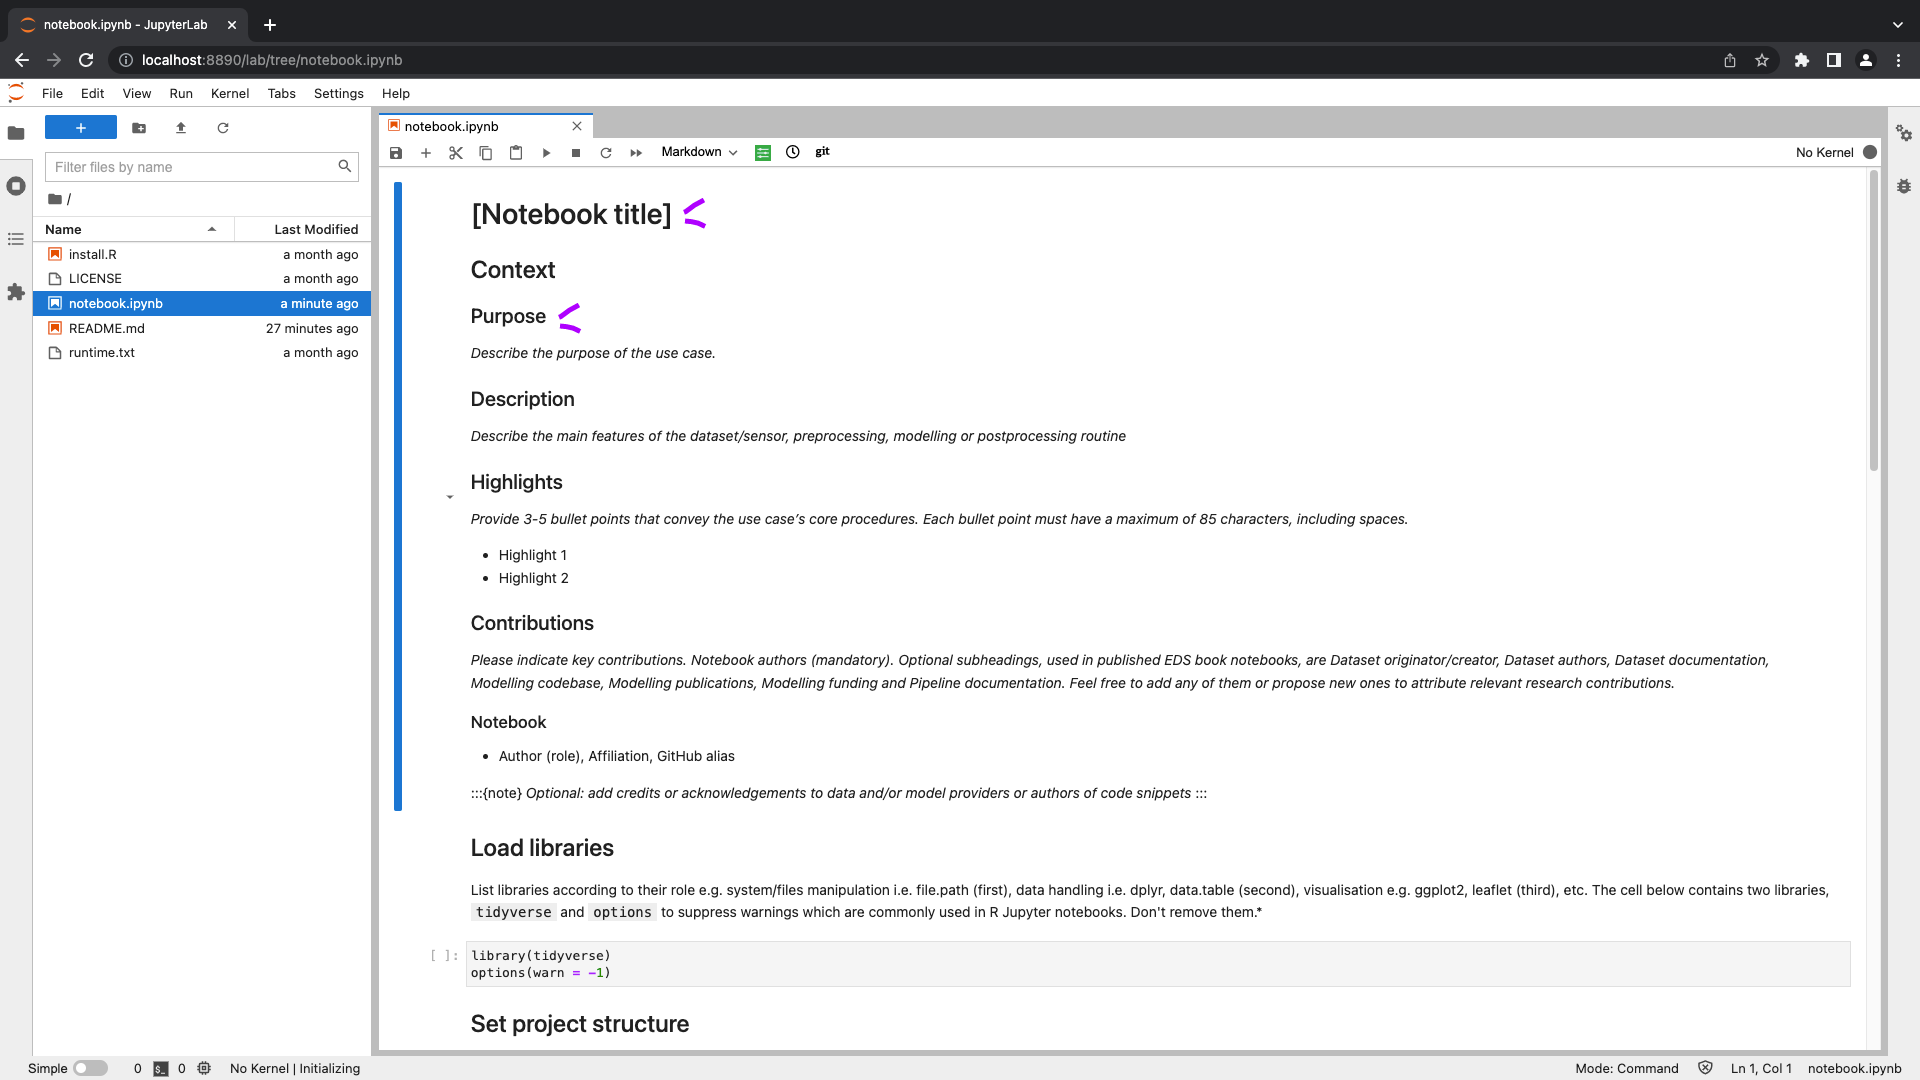 notebook.ipynb - JupyterLab
localhost:8890/lab/tree/notebook.ipynb
File Edit View Run Kernel Tabs Settings Help
Filter files by name
/
Name Last Modified
install.R a month ago
LICENSE a month ago
notebook.ipynb a minute ago
README.md 27 minutes ago
runtime.txt a month ago
notebook.ipynb
Markdown git No Kernel
[Notebook title]
Context
Purpose
Describe the purpose of the use case.
Description
Describe the main features of the dataset/sensor, preprocessing, modelling or postprocessing routine
Highlights
Provide 3-5 bullet points that convey the use case’s core procedures. Each bullet point must have a maximum of 85 characters, including spaces.
• Highlight 1
• Highlight 2
Contributions
Please indicate key contributions. Notebook authors (mandatory). Optional subheadings, used in published EDS book notebooks, are Dataset originator/creator, Dataset authors, Dataset documentation,
Modelling codebase, Modelling publications, Modelling funding and Pipeline documentation. Feel free to add any of them or propose new ones to attribute relevant research contributions.
Notebook
• Author (role), Affiliation, GitHub alias
:::{note} Optional: add credits or acknowledgements to data and/or model providers or authors of code snippets :::
Load libraries
List libraries according to their role e.g. system/files manipulation i.e. file.path (first), data handling i.e. dplyr, data.table (second), visualisation e.g. ggplot2, leaflet (third), etc. The cell below contains two libraries,
tidyverse and options to suppress warnings which are commonly used in R Jupyter notebooks. Don't remove them.*
[ ]: library(tidyverse)
options(warn = -1)
Set project structure
Simple 0 $_ 0 No Kernel | Initializing Mode: Command Ln 1, Col 1 notebook.ipynb